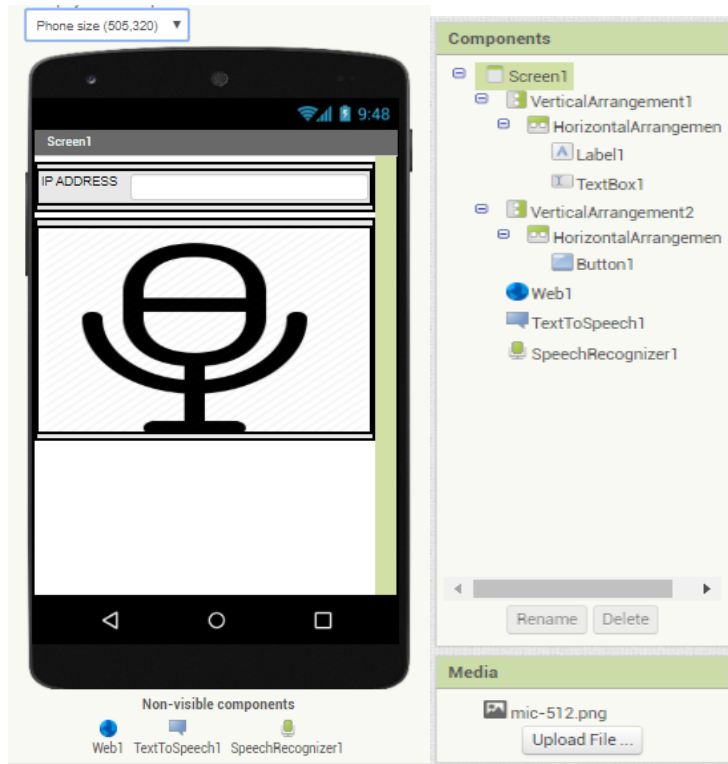 Phone size (505,320)
9:48
Screen1
IP ADDRESS
Non-visible components
Web1 TextToSpeech1 SpeechRecognizer1
Components
Screen1
VerticalArrangement1
HorizontalArrangemen
Label1
TextBox1
VerticalArrangement2
HorizontalArrangemen
Button1
Web1
TextToSpeech1
SpeechRecognizer1
Rename Delete
Media
mic-512.png
Upload File ...